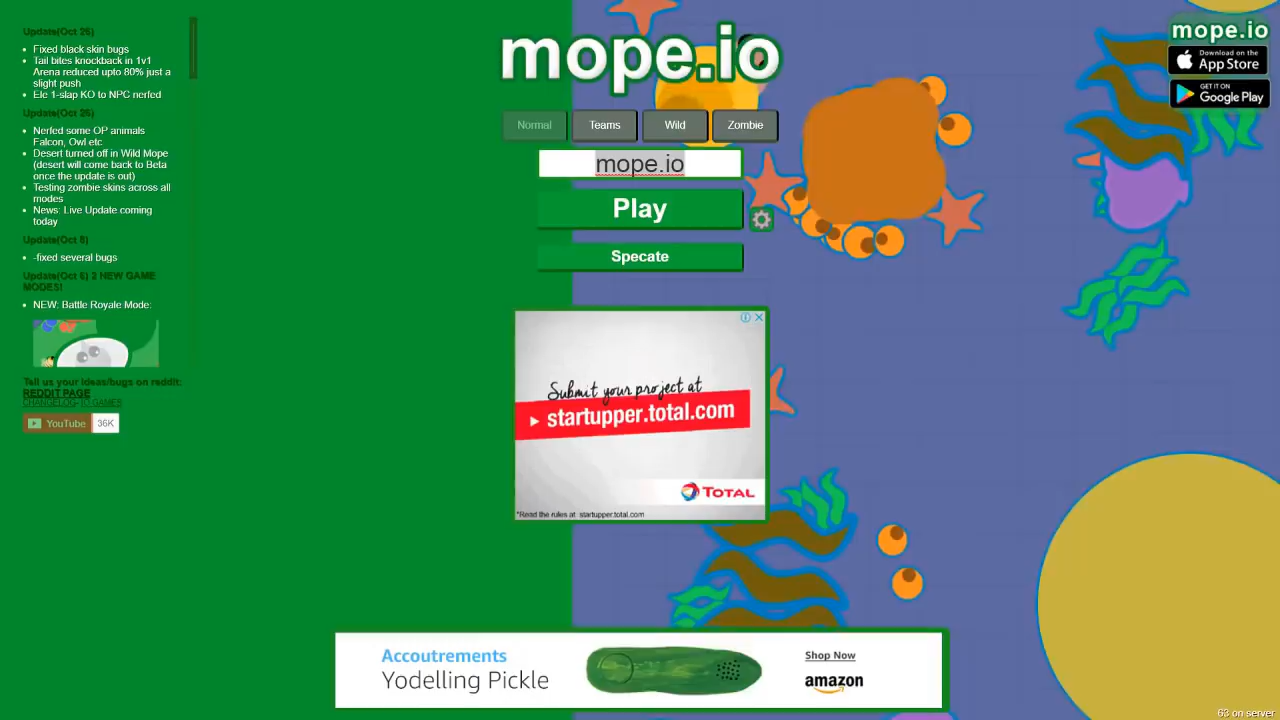 Update(Oct 26)
Fixed black skin bugs
Tail bites knockback in 1v1
Arena reduced upto 80% just a
slight push
Ele 1-slap KO to NPC nerfed
Update(Oct 25)
Nerfed some OP animals
Falcon, Owl etc
Desert turned off in Wild Mope
(desert will come back to Beta
once the update is out)
Testing zombie skins across all
modes
News: Live Update coming
today
Update(Oct 8)
-fixed several bugs
Update(Oct 6) 2 NEW GAME
MODES!
NEW: Battle Royale Mode:
Tell us your ideas/bugs on reddit:
REDDIT PAGE
CHANGELOG- IO GAMES
YouTube 36K
mope.io
Normal Teams Wild Zombie
mope.io
Play
Specate
Submit your project at
startupper.total.com
TOTAL
*Read the rules at startupper.total.com
Accoutrements
Yodelling Pickle
Shop Now
amazon
mope.io
Download on the
App Store
GET IT ON
Google Play
63 on server